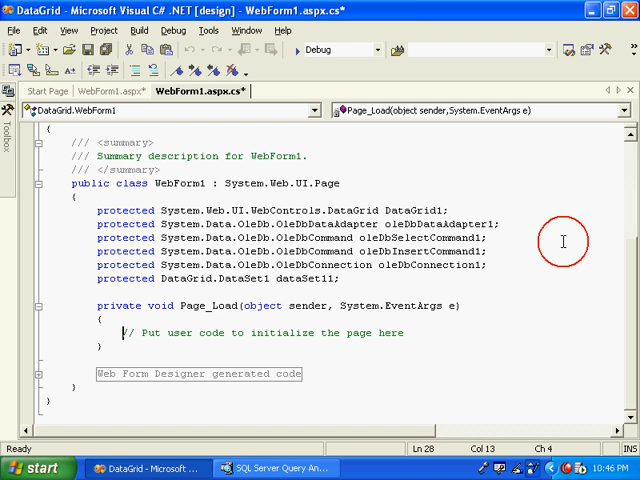 DataGrid - Microsoft Visual C# .NET [design] - WebForm1.aspx.cs*
File Edit View Project Build Debug Tools Window Help
Debug
Start Page WebForm1.aspx* WebForm1.aspx.cs*
DataGrid.WebForm1 Page_Load(object sender,System.EventArgs e)
Toolbox
{
/// <summary>
/// Summary description for WebForm1.
/// </summary>
public class WebForm1 : System.Web.UI.Page
{
protected System.Web.UI.WebControls.DataGrid DataGrid1;
protected System.Data.OleDb.OleDbDataAdapter oleDbDataAdapter1;
protected System.Data.OleDb.OleDbCommand oleDbSelectCommand1;
protected System.Data.OleDb.OleDbCommand oleDbInsertCommand1;
protected System.Data.OleDb.OleDbConnection oleDbConnection1;
protected DataGrid.DataSet1 dataSet11;
private void Page_Load(object sender, System.EventArgs e)
{
// Put user code to initialize the page here
}
Web Form Designer generated code
}
}
Ready Ln 28 Col 13 Ch 4 INS
start DataGrid - Microsoft ... SQL Server Query An... 10:46 PM